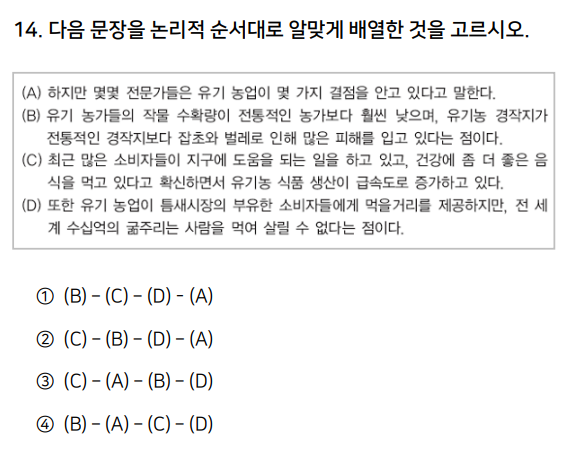 14. 다음 문장을 논리적 순서대로 알맞게 배열한 것을 고르시오.
(A) 하지만 몇몇 전문가들은 유기 농업이 몇 가지 결점을 안고 있다고 말한다.
(B) 유기 농가들의 작물 수확량이 전통적인 농가보다 훨씬 낮으며, 유기농 경작지가
전통적인 경작지보다 잡초와 벌레로 인해 많은 피해를 입고 있다는 점이다.
(C) 최근 많은 소비자들이 지구에 도움을 되는 일을 하고 있고, 건강에 좀 더 좋은 음
식을 먹고 있다고 확신하면서 유기농 식품 생산이 급속도로 증가하고 있다.
(D) 또한 유기 농업이 틈새시장의 부유한 소비자들에게 먹을거리를 제공하지만, 전 세
계 수십억의 굶주리는 사람을 먹여 살릴 수 없다는 점이다.
① (B) – (C) – (D) - (A)
② (C) – (B) – (D) – (A)
③ (C) – (A) – (B) – (D)
④ (B) – (A) – (C) – (D)